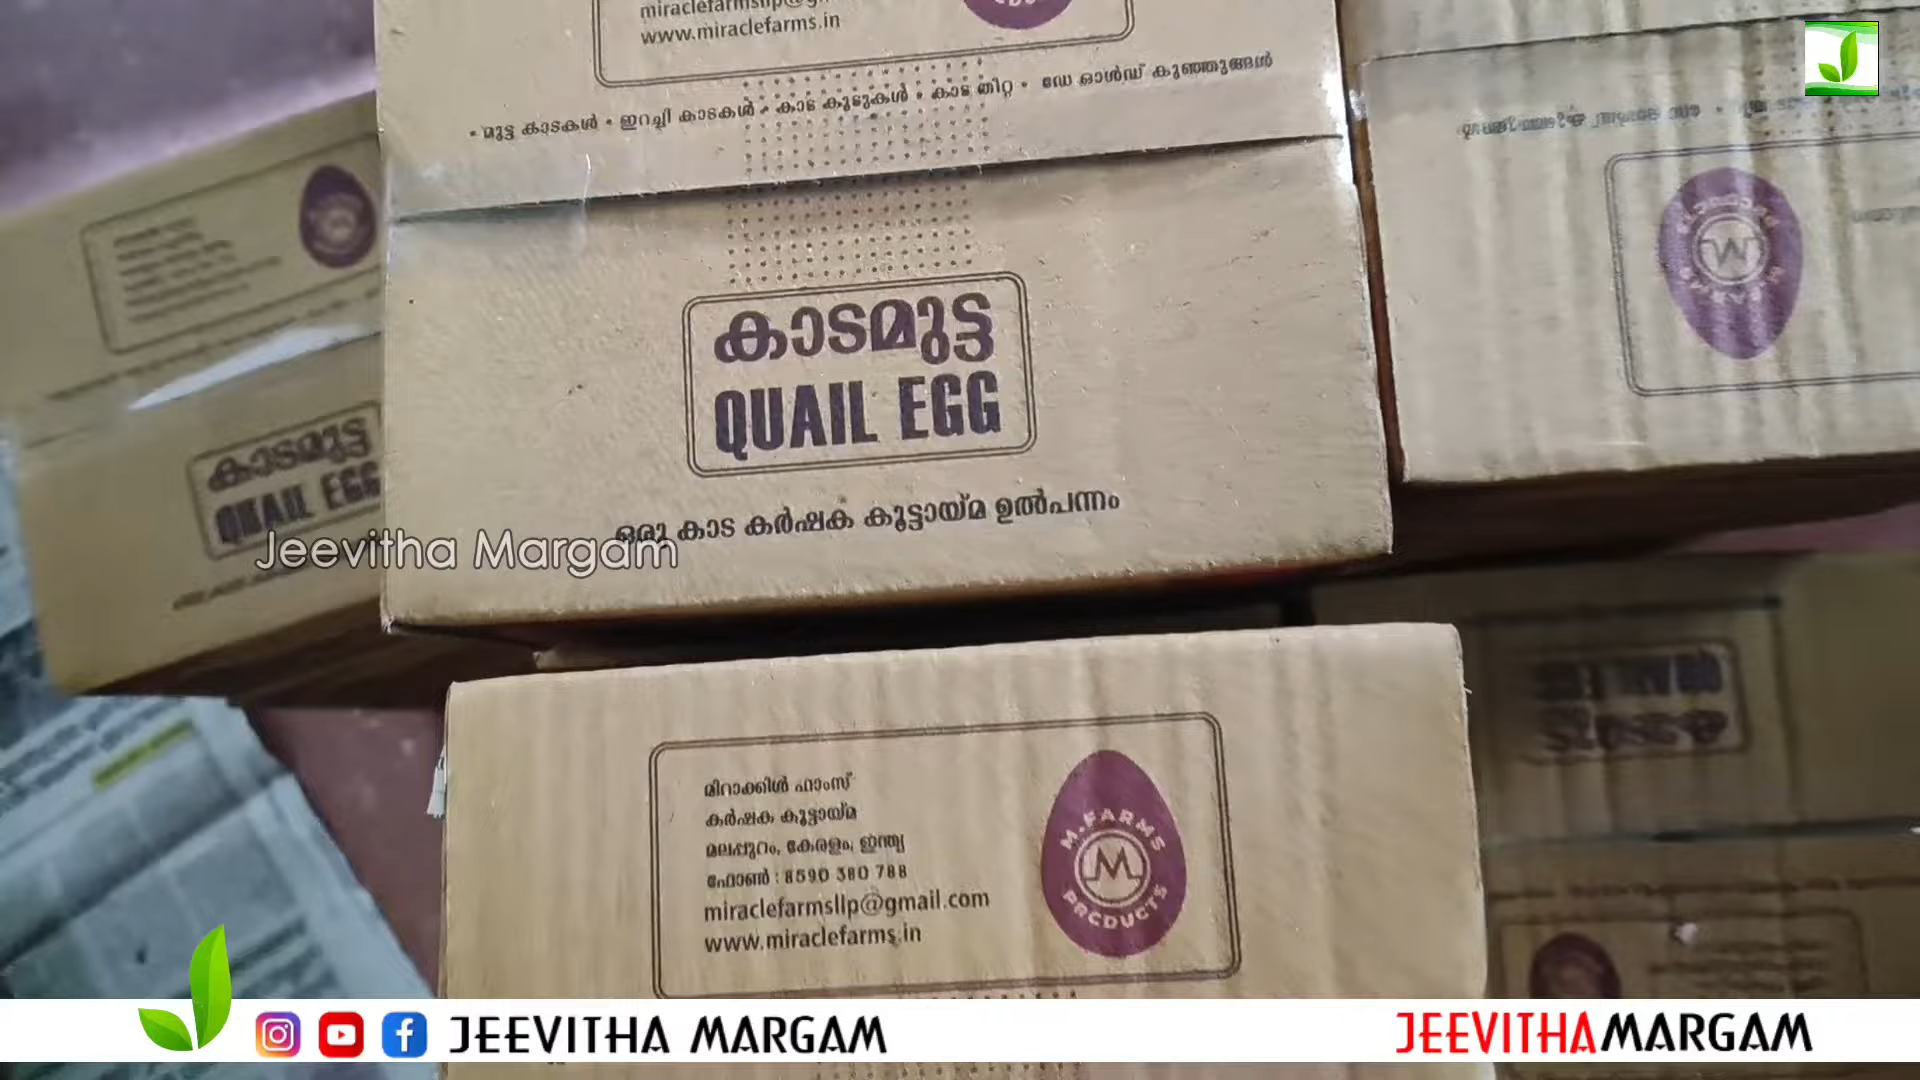 www.miraclefarms.in
• മുട്ട കാടകൾ • ഇറച്ചി കാടകൾ • കാട കൂടുകൾ • കാട തീറ്റ • ഡേ ഓൾഡ് കുഞ്ഞുങ്ങൾ
കാടമുട്ട
QUAIL EGG
ഒരു കാട കർഷക കൂട്ടായ്മ ഉൽപന്നം
കാടമുട്ട
QUAIL EGG
Jeevitha Margam
മിറാക്കിൾ ഫാംസ്
കർഷക കൂട്ടായ്മ
മലപ്പുറം, കേരളം, ഇന്ത്യ
ഫോൺ : 8590 380 788
miraclefarmsllp@gmail.com
www.miraclefarms.in
M.FARMS
M
PRODUCTS
JEEVITHA MARGAM
JEEVITHAMARGAM